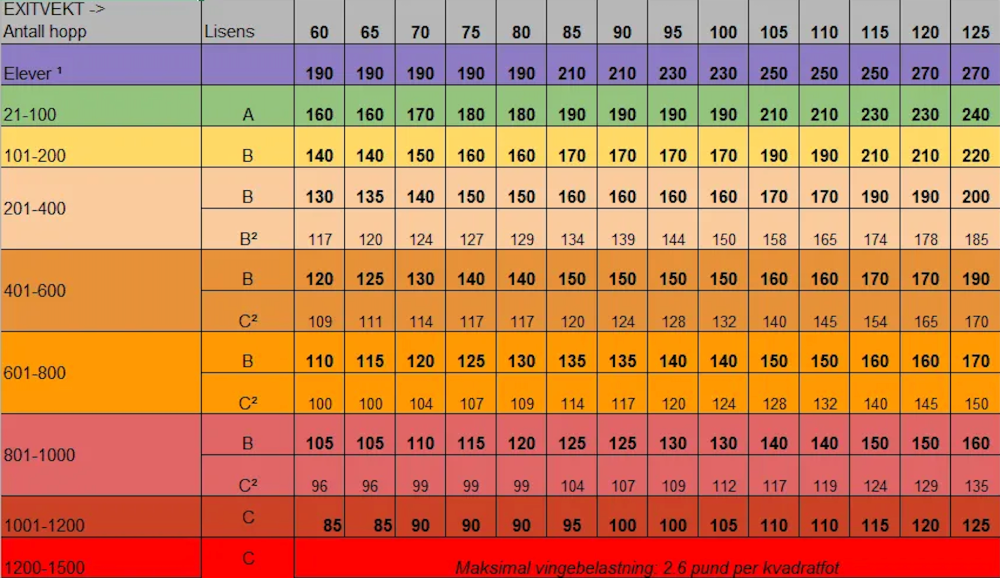 EXITVEKT ->
Antall hopp Lisens 60 65 70 75 80 85 90 95 100 105 110 115 120 125
Elever ¹ 190 190 190 190 190 210 210 230 230 250 250 250 270 270
21-100 A 160 160 170 180 180 190 190 190 190 210 210 230 230 240
101-200 B 140 140 150 160 160 170 170 170 170 190 190 210 210 220
201-400 B 130 135 140 150 150 160 160 160 160 170 170 190 190 200
B² 117 120 124 127 129 134 139 144 150 158 165 174 178 185
401-600 B 120 125 130 140 140 150 150 150 150 160 160 170 170 190
C² 109 111 114 117 117 120 124 128 132 140 145 154 165 170
601-800 B 110 115 120 125 130 135 135 140 140 150 150 160 160 170
C² 100 100 104 107 109 114 117 120 124 128 132 140 145 150
801-1000 B 105 105 110 115 120 125 125 130 130 140 140 150 150 160
C² 96 96 99 99 99 104 107 109 112 117 119 124 129 135
1001-1200 C 85 85 90 90 90 95 100 100 105 110 110 115 120 125
1200-1500 C Maksimal vingebelastning: 2.6 pund per kvadratfot